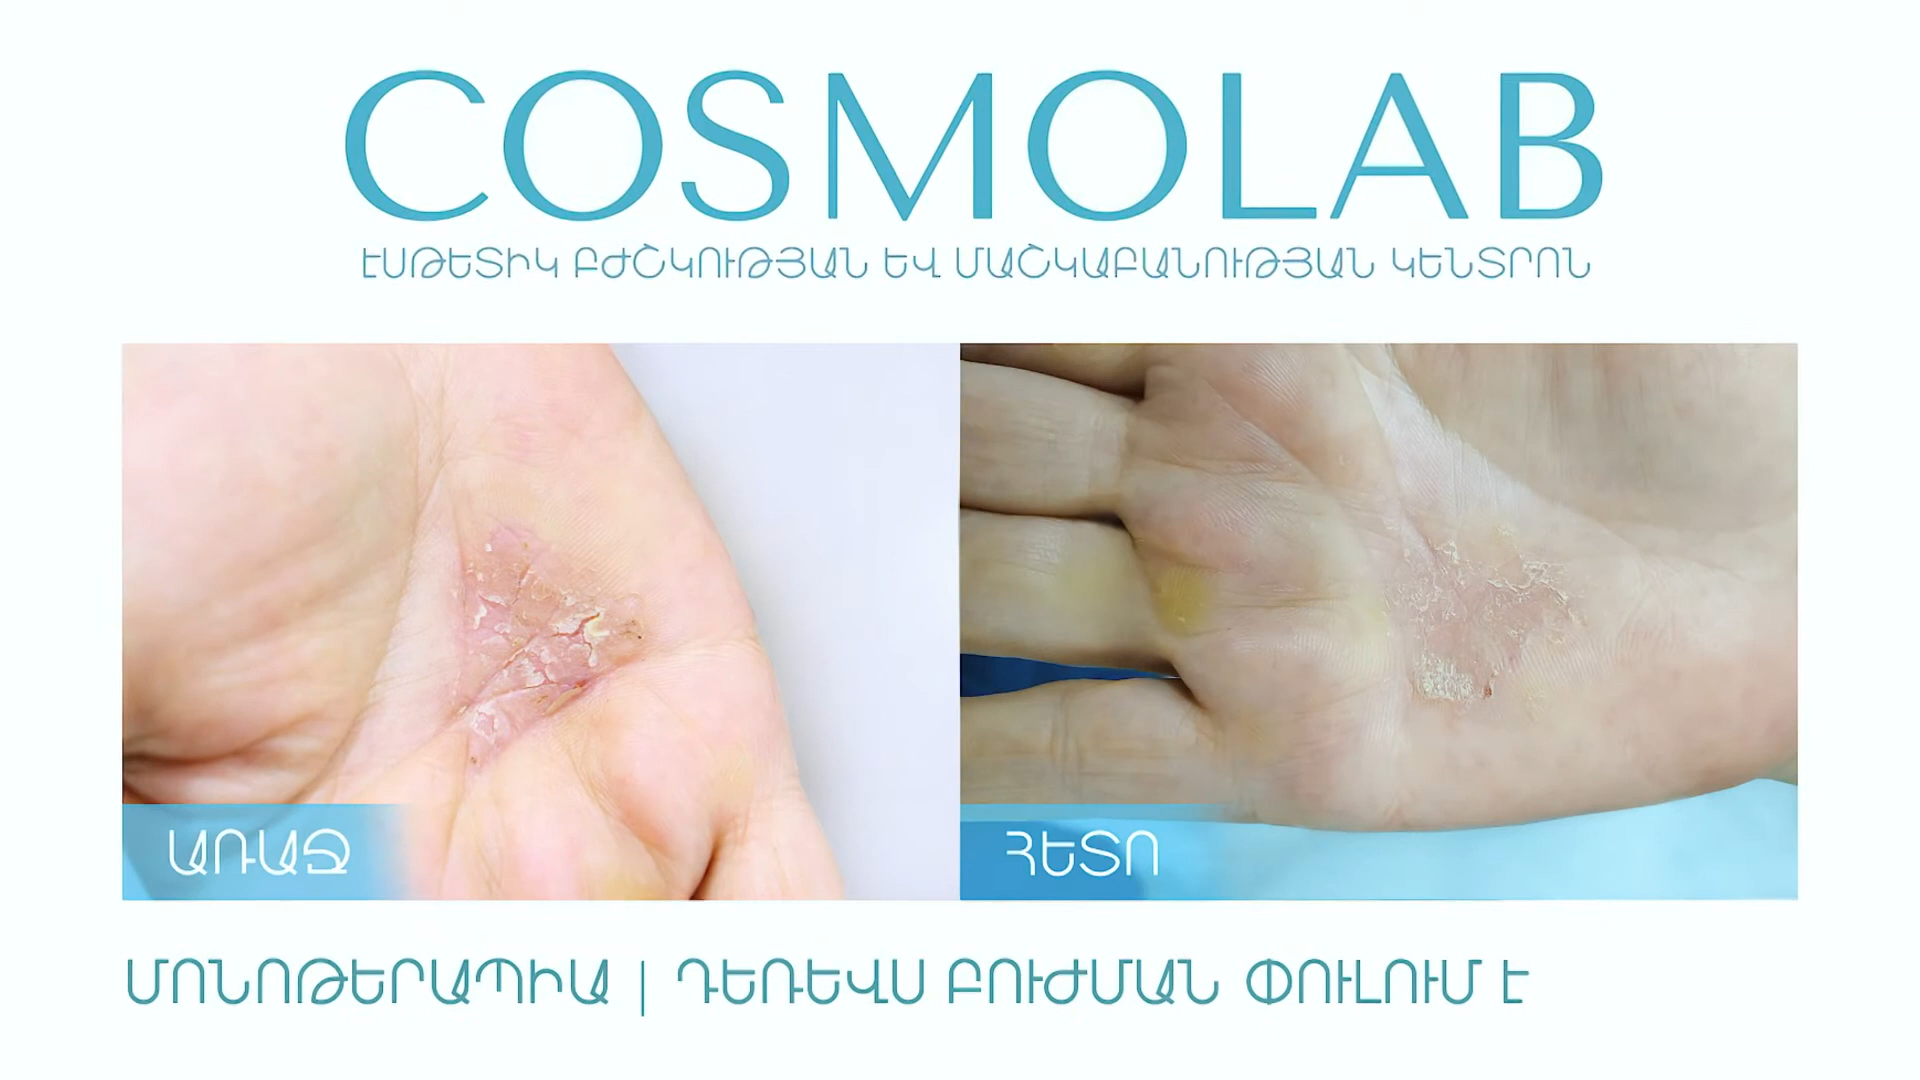 COSMOLAB
ԷՍԹԵՏԻԿ ԲԺՇԿՈՒԹՅԱՆ ԵՎ ՄԱՇԿԱԲԱՆՈՒԹՅԱՆ ԿԵՆՏՐՈՆ
ԱՌԱՋ
ՀԵՏՈ
ՄՈՆՈԹԵՐԱՊԻԱ | ԴԵՌԵՎՍ ԲՈՒԺՄԱՆ ՓՈՒԼՈՒՄ Է